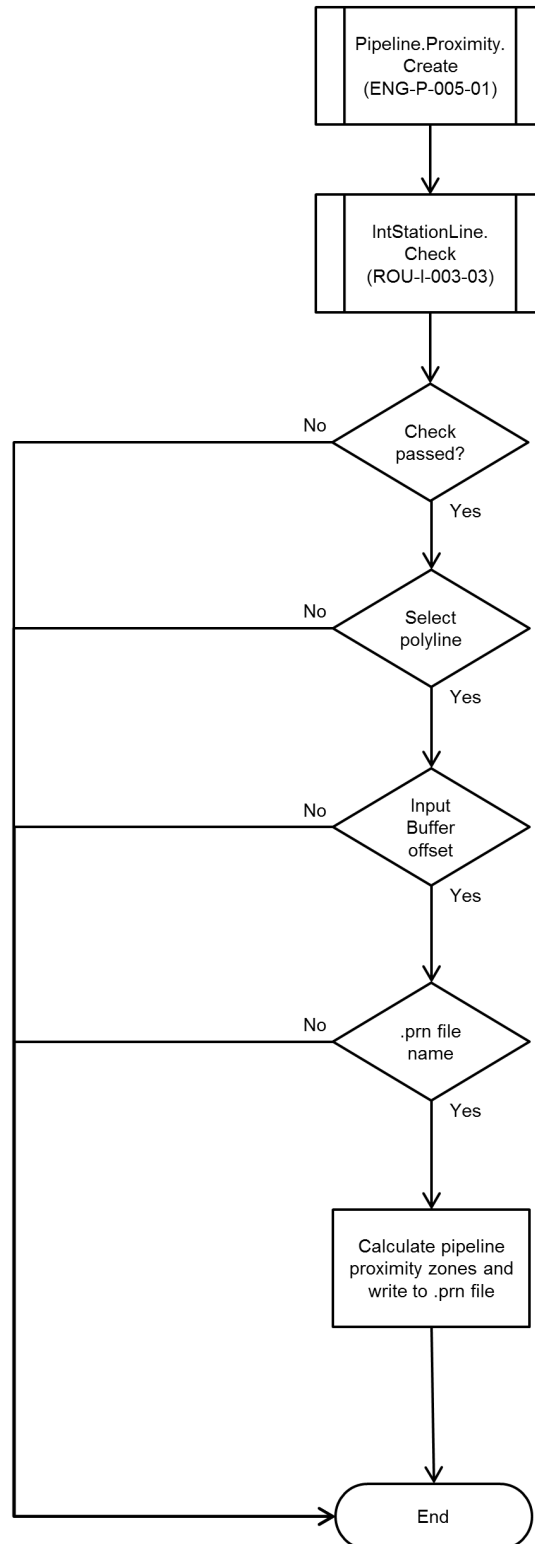 Pipeline.Proximity.
Create
(ENG-P-005-01)
IntStationLine.
Check
(ROU-I-003-03)
No
Check
passed?
Yes
No
Select
polyline
Yes
No
Input
Buffer
offset
Yes
No
.prn file
name
Yes
Calculate pipeline
proximity zones and
write to .prn file
End